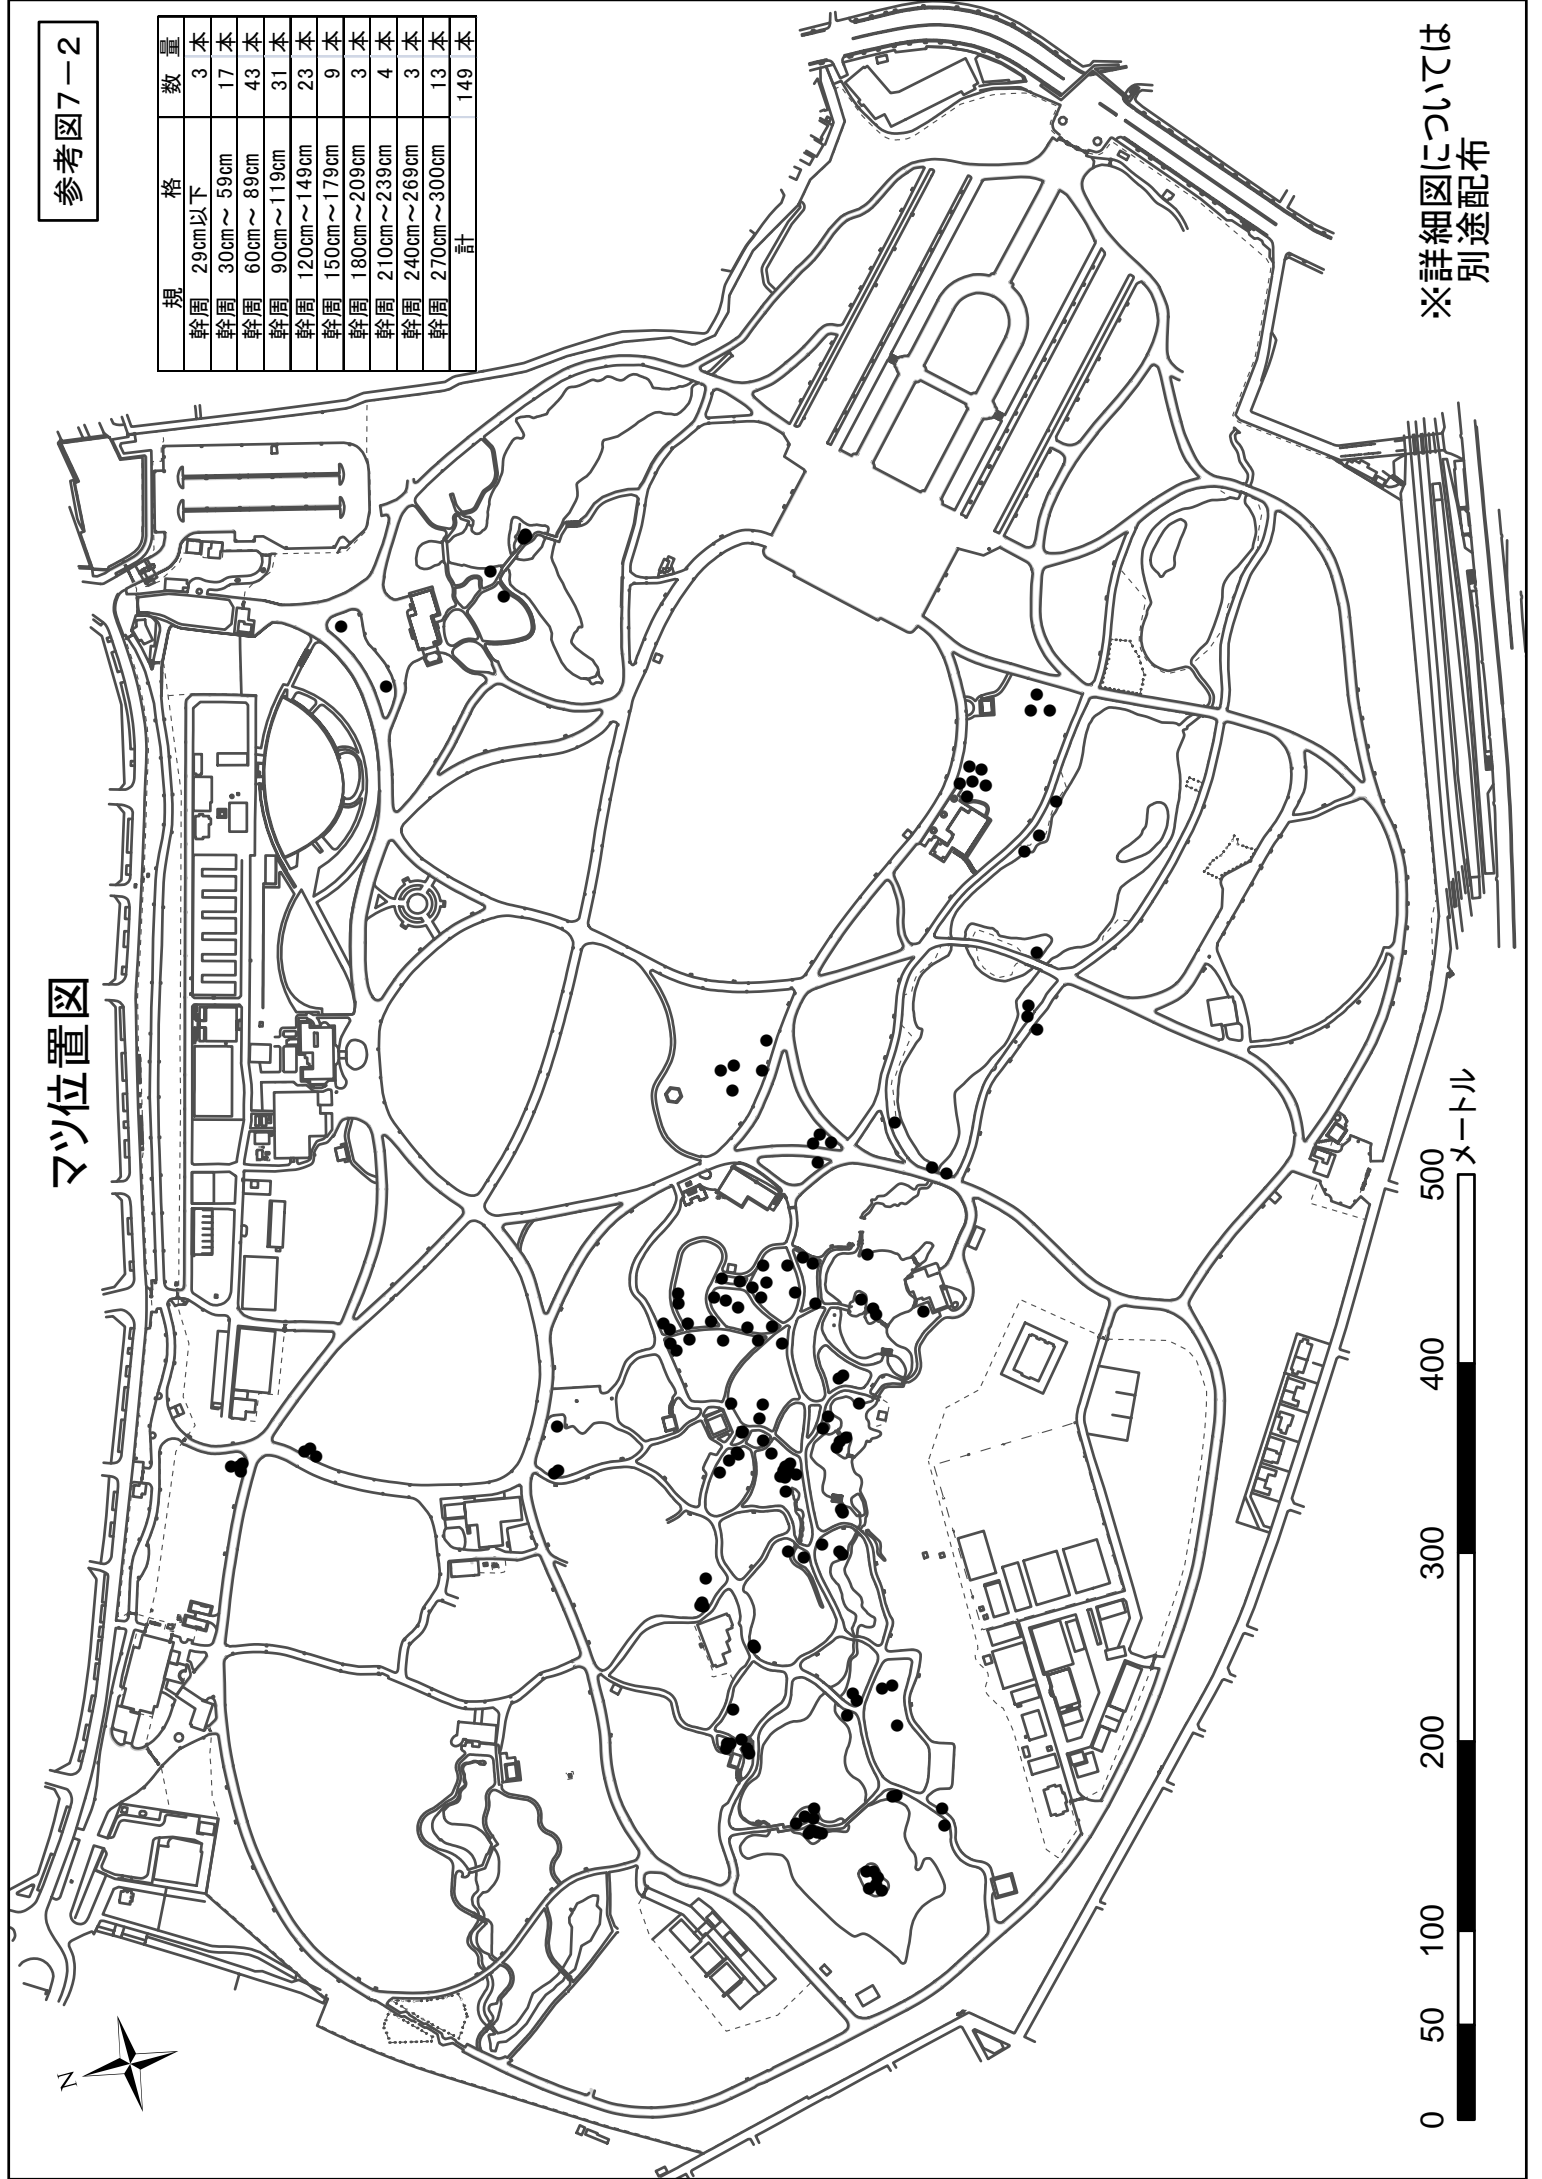 参考図7-2
マツ位置図
規 格 数 量
幹周 29cm以下 3 本
幹周 30cm~ 59cm 17 本
幹周 60cm~ 89cm 43 本
幹周 90cm~119cm 31 本
幹周 120cm~149cm 23 本
幹周 150cm~179cm 9 本
幹周 180cm~209cm 3 本
幹周 210cm~239cm 4 本
幹周 240cm~269cm 3 本
幹周 270cm~300cm 13 本
計 149 本
N
0 50 100 200 300 400 500
メートル
※詳細図については
別途配布